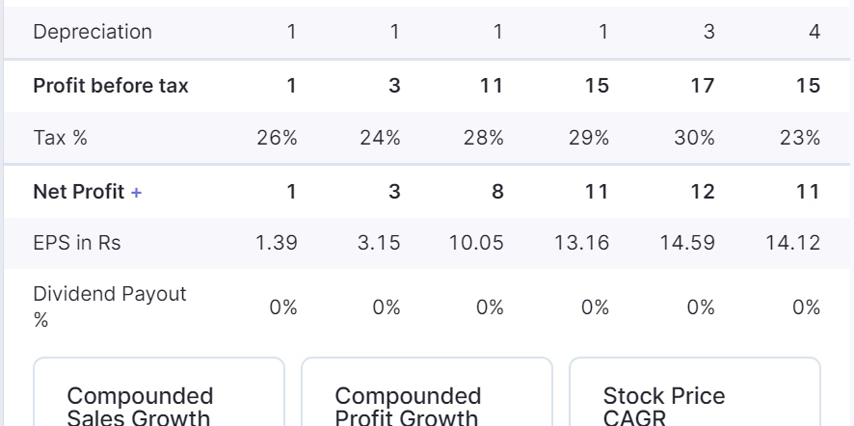 Depreciation 1 1 1 1 3 4
Profit before tax 1 3 11 15 17 15
Tax % 26% 24% 28% 29% 30% 23%
Net Profit + 1 3 8 11 12 11
EPS in Rs 1.39 3.15 10.05 13.16 14.59 14.12
Dividend Payout
% 0% 0% 0% 0% 0% 0%
Compounded
Sales Growth
Compounded
Profit Growth
Stock Price
CAGR